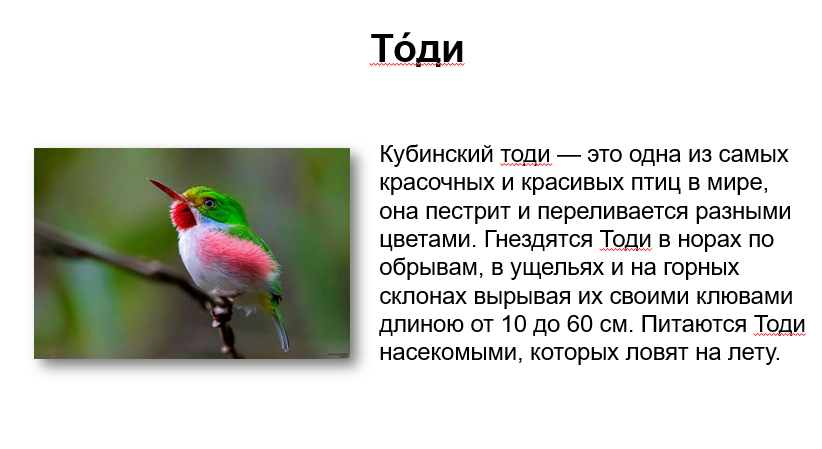 То́ди
Кубинский тоди — это одна из самых
красочных и красивых птиц в мире,
она пестрит и переливается разными
цветами. Гнездятся Тоди в норах по
обрывам, в ущельях и на горных
склонах вырывая их своими клювами
длиною от 10 до 60 см. Питаются Тоди
насекомыми, которых ловят на лету.